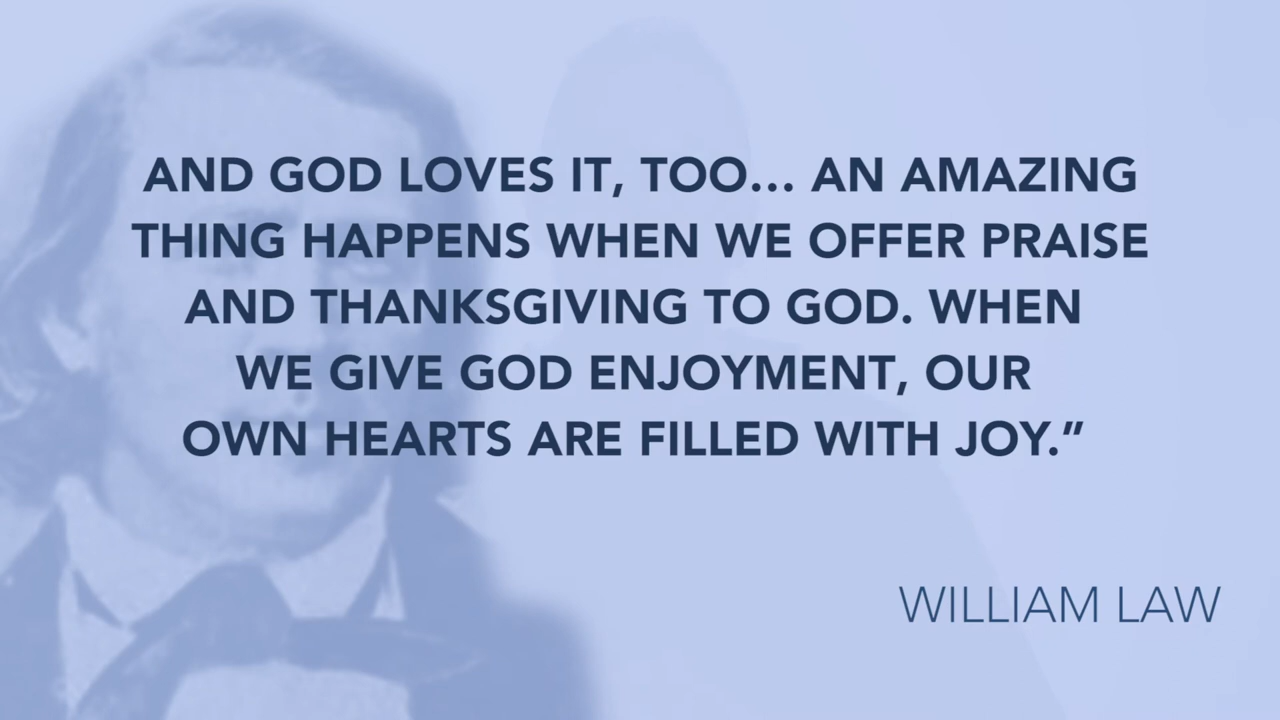 AND GOD LOVES IT, TOO... AN AMAZING
THING HAPPENS WHEN WE OFFER PRAISE
AND THANKSGIVING TO GOD. WHEN
WE GIVE GOD ENJOYMENT, OUR
OWN HEARTS ARE FILLED WITH JOY.”
WILLIAM LAW